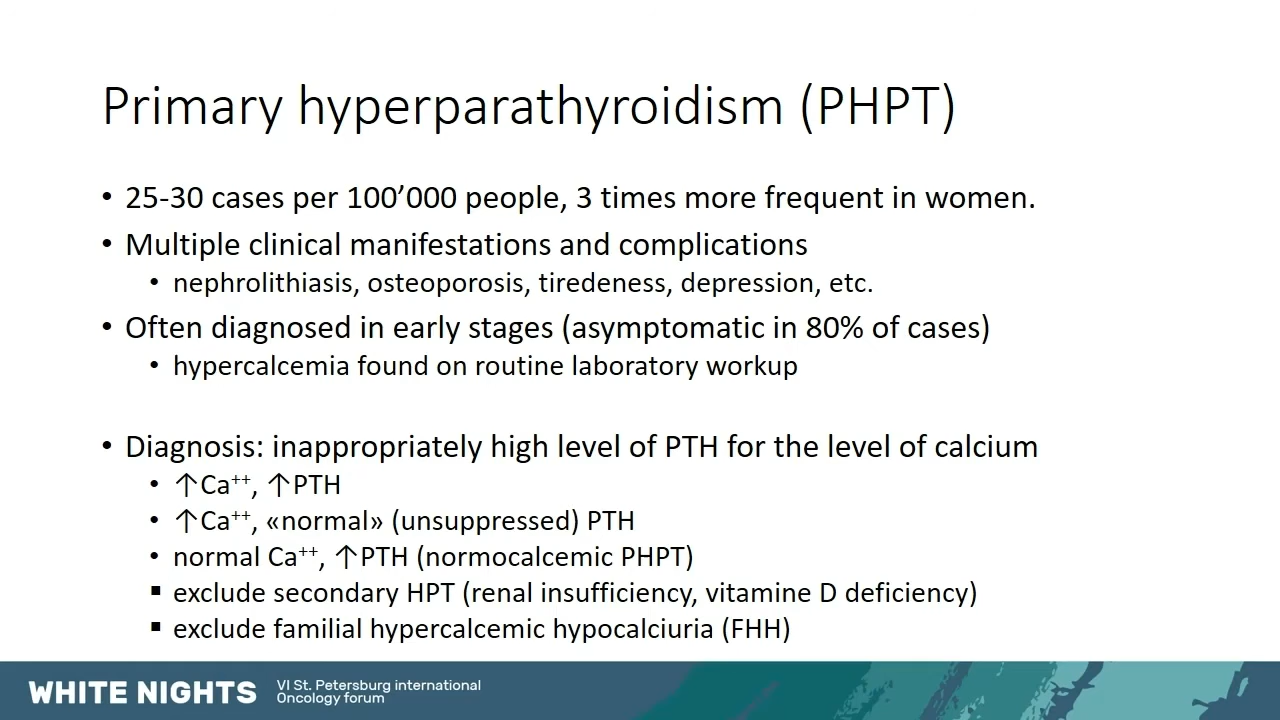 Primary hyperparathyroidism (PHPT)
• 25-30 cases per 100’000 people, 3 times more frequent in women.
• Multiple clinical manifestations and complications
• nephrolithiasis, osteoporosis, tiredeness, depression, etc.
• Often diagnosed in early stages (asymptomatic in 80% of cases)
• hypercalcemia found on routine laboratory workup
• Diagnosis: inappropriately high level of PTH for the level of calcium
• ↑Ca⁺⁺, ↑PTH
• ↑Ca⁺⁺, «normal» (unsuppressed) PTH
• normal Ca⁺⁺, ↑PTH (normocalcemic PHPT)
▪ exclude secondary HPT (renal insufficiency, vitamine D deficiency)
▪ exclude familial hypercalcemic hypocalciuria (FHH)
WHITE NIGHTS
VI St. Petersburg international
Oncology forum